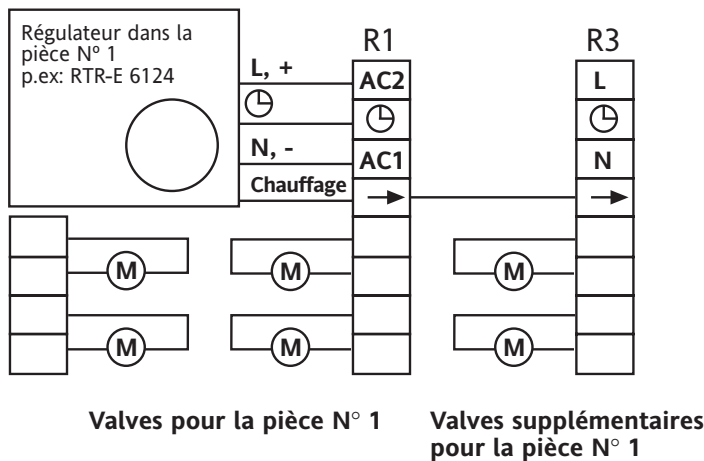 Régulateur dans la
pièce Nº 1
p.ex: RTR-E 6124
L, +
N, -
Chauffage
R1
AC2
AC1
R3
L
N
M
M
M
M
M
M
Valves pour la pièce N° 1
Valves supplémentaires
pour la pièce N° 1